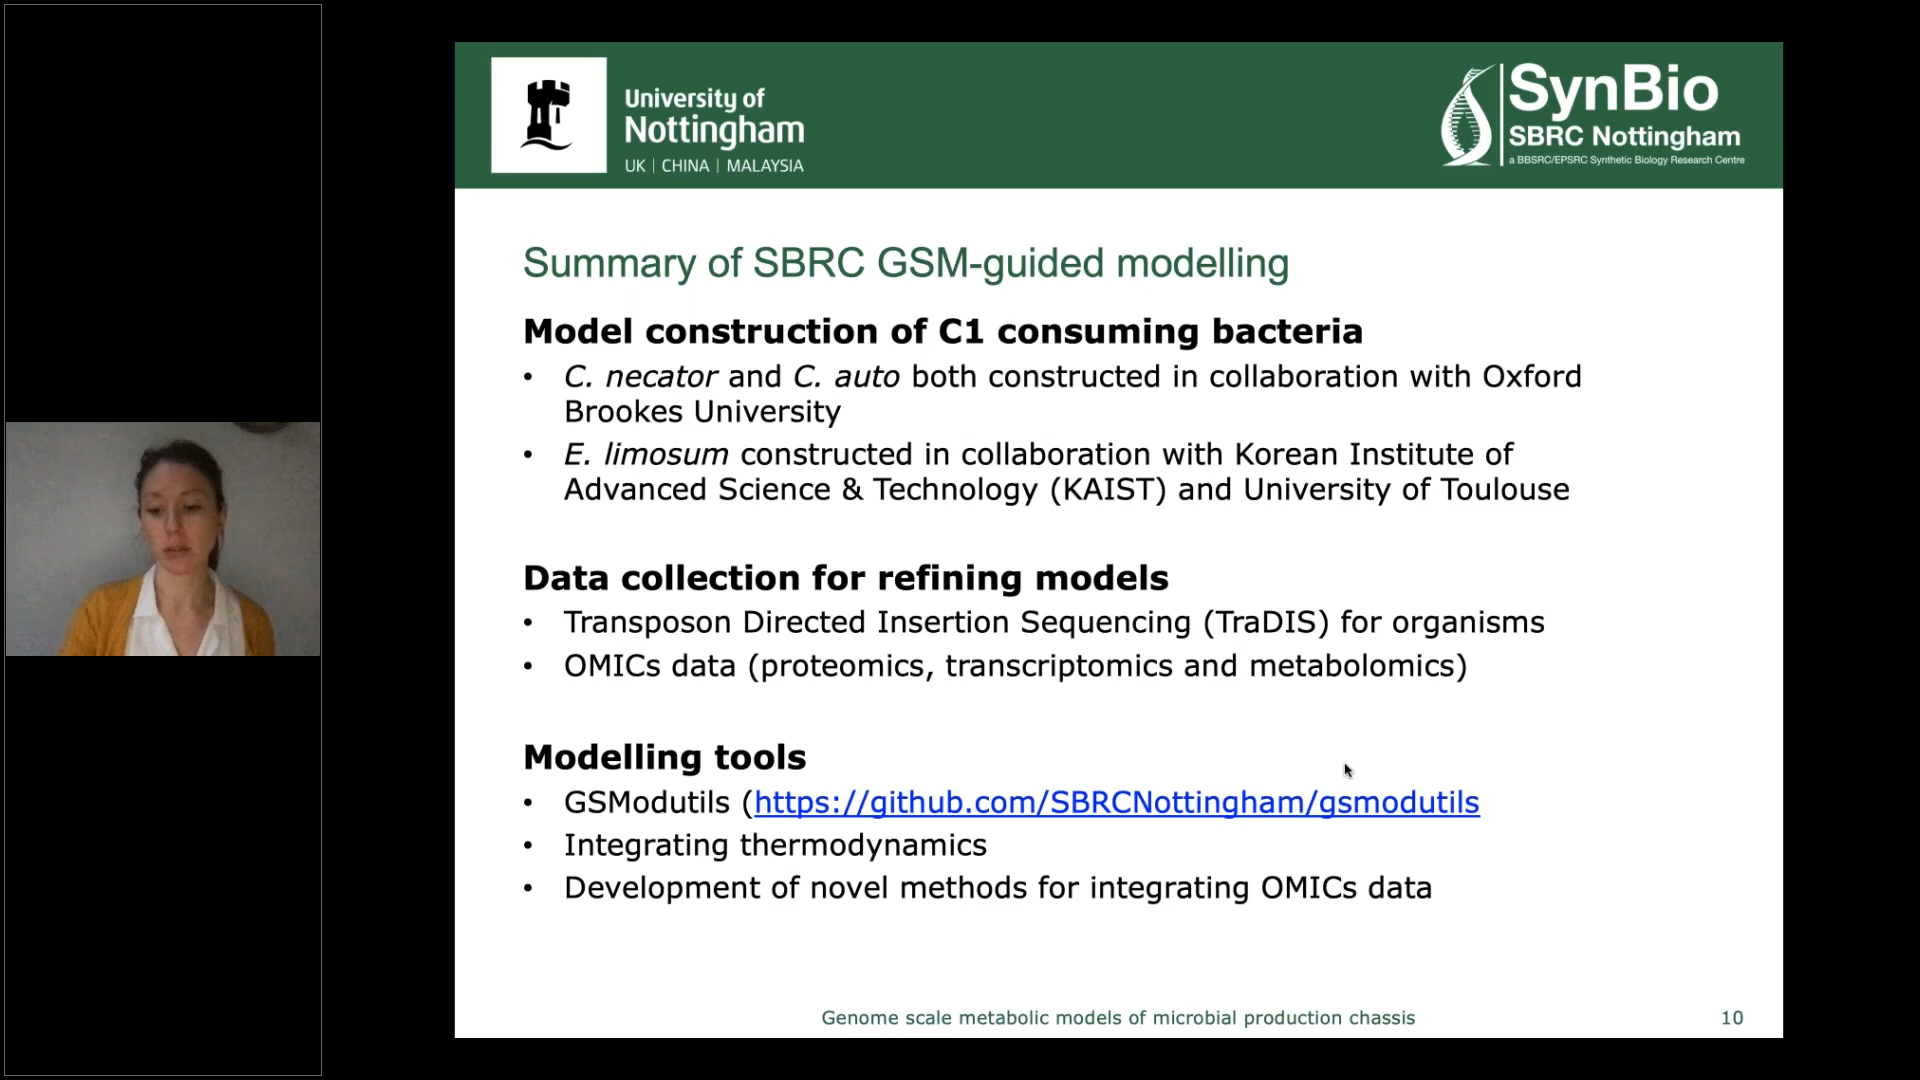 University of
Nottingham
UK | CHINA | MALAYSIA
SynBio
SBRC Nottingham
a BBSRC/EPSRC Synthetic Biology Research Centre
Summary of SBRC GSM-guided modelling
Model construction of C1 consuming bacteria
• C. necator and C. auto both constructed in collaboration with Oxford
Brookes University
• E. limosum constructed in collaboration with Korean Institute of
Advanced Science & Technology (KAIST) and University of Toulouse
Data collection for refining models
• Transposon Directed Insertion Sequencing (TraDIS) for organisms
• OMICs data (proteomics, transcriptomics and metabolomics)
Modelling tools
• GSModutils (https://github.com/SBRCNottingham/gsmodutils
• Integrating thermodynamics
• Development of novel methods for integrating OMICs data
Genome scale metabolic models of microbial production chassis
10